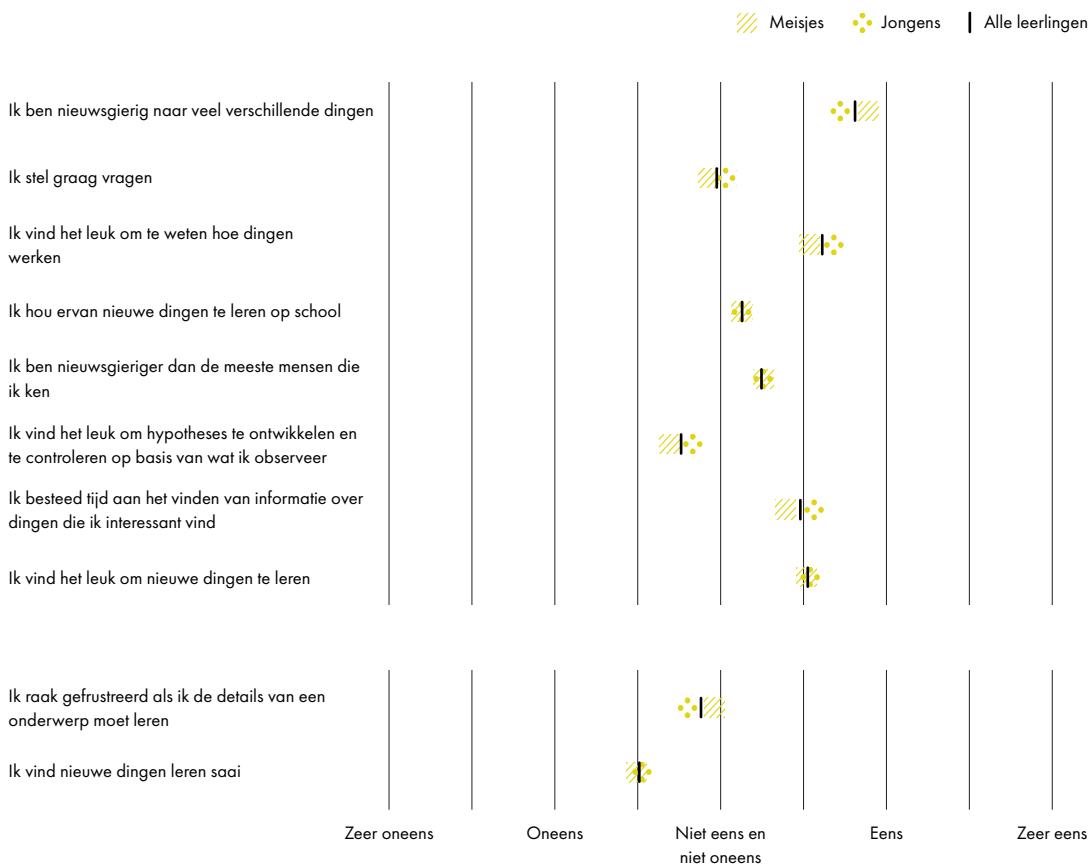 Meisjes Jongens Alle leerlingen
Ik ben nieuwsgierig naar veel verschillende dingen
Ik stel graag vragen
Ik vind het leuk om te weten hoe dingen
werken
Ik hou ervan nieuwe dingen te leren op school
Ik ben nieuwsgieriger dan de meeste mensen die
ik ken
Ik vind het leuk om hypotheses te ontwikkelen en
te controleren op basis van wat ik observeer
Ik besteed tijd aan het vinden van informatie over
dingen die ik interessant vind
Ik vind het leuk om nieuwe dingen te leren
Ik raak gefrustreerd als ik de details van een
onderwerp moet leren
Ik vind nieuwe dingen leren saai
Zeer oneens Oneens Niet eens en Eens Zeer eens
niet oneens